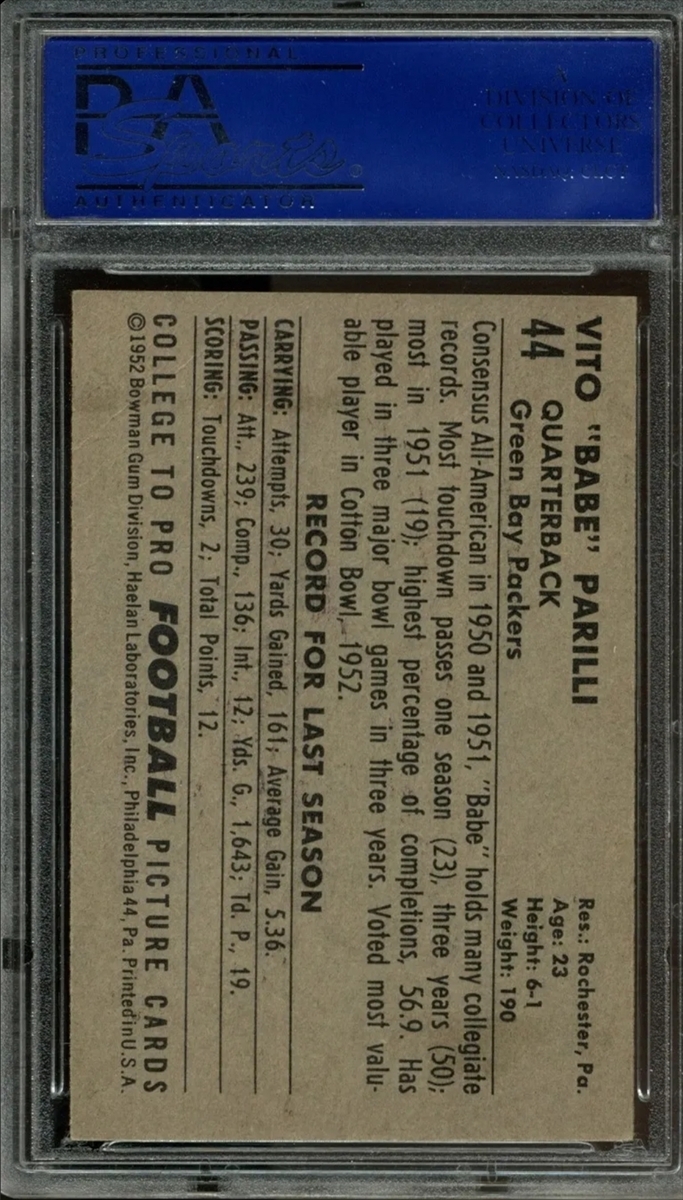 PROFESSIONAL
PSA
Sports®
AUTHENTICATOR
A
DIVISION OF
COLLECTORS
UNIVERSE
VITO "BABE" PARILLI
44 QUARTERBACK
Green Bay Packers
Res.: Rochester, Pa.
Age: 23
Height: 6-1
Weight: 190
Consensus All-American in 1950 and 1951, "Babe" holds many collegiate
records. Most touchdown passes one season (23), three years (50);
most in 1951 (19); highest percentage of completions, 56.9. Has
played in three major bowl games in three years. Voted most valu-
able player in Cotton Bowl, 1952.
RECORD FOR LAST SEASON
CARRYING: Attempts, 30; Yards Gained, 161; Average Gain, 5.36.
PASSING: Att., 239; Comp., 136; Int., 12; Yds. G., 1,643; Td. P., 19.
SCORING: Touchdowns, 2; Total Points, 12.
COLLEGE TO PRO FOOTBALL PICTURE CARDS
©1952 Bowman Gum Division, Haelan Laboratories, Inc., Philadelphia 44, Pa. Printed in U.S.A.